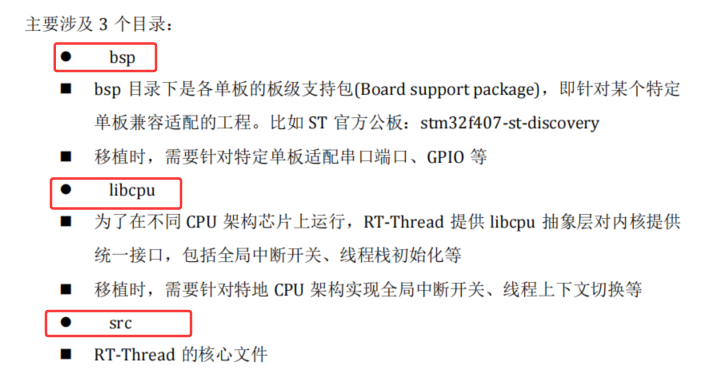 主要涉及 3 个目录：
● bsp
■ bsp 目录下是各单板的板级支持包(Board support package)，即针对某个特定
单板兼容适配的工程。比如 ST 官方公板：stm32f407-st-discovery
■ 移植时，需要针对特定单板适配串口端口、GPIO 等
● libcpu
■ 为了在不同 CPU 架构芯片上运行，RT-Thread 提供 libcpu 抽象层对内核提供
统一接口，包括全局中断开关、线程栈初始化等
■ 移植时，需要针对特地 CPU 架构实现全局中断开关、线程上下文切换等
● src
■ RT-Thread 的核心文件